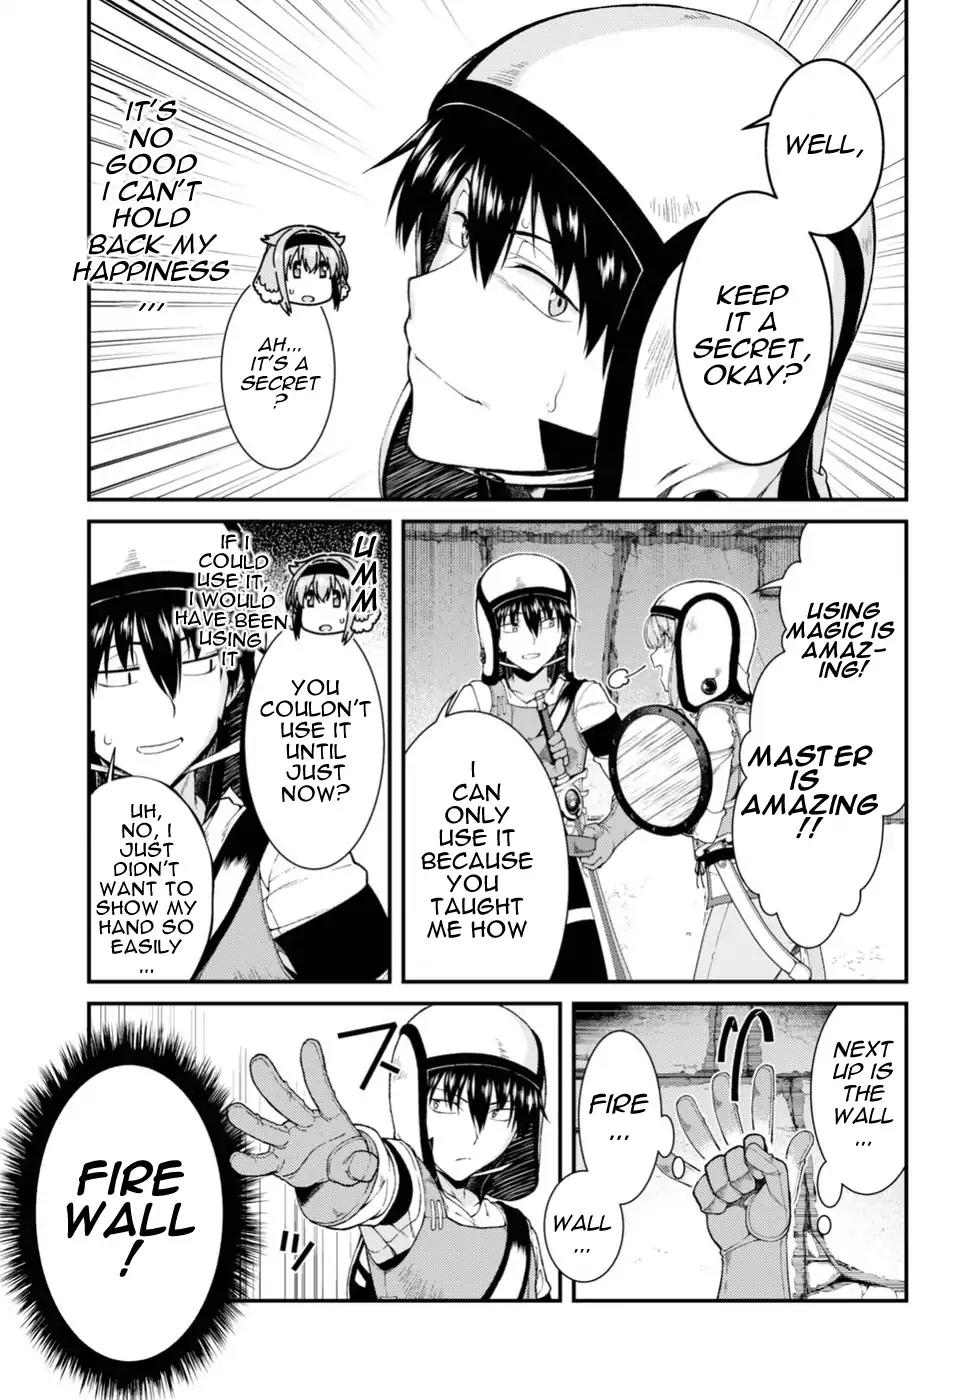 WELL,
KEEP
IT A
SECRET,
OKAY?
IT'S
NO
GOOD
I CAN'T
HOLD
BACK MY
HAPPINESS
...
AH...
IT'S A
SECRET
?
USING
MAGIC IS
AMAZ-
ING!
MASTER
IS
AMAZING
!!
I
CAN
ONLY
USE IT
BECAUSE
YOU
TAUGHT
ME HOW
UMM
YOU
COULDN'T
USE IT
UNTIL
JUST
NOW?
IF I
COULD
USE IT,
I WOULD
HAVE BEEN
USING
IT
UH,
NO, I
JUST
DIDN'T
WANT TO
SHOW MY
HAND SO
EASILY
...
NEXT
UP IS
THE
WALL
...
FIRE
...
WALL
...
スッ
FIRE
WALL
!